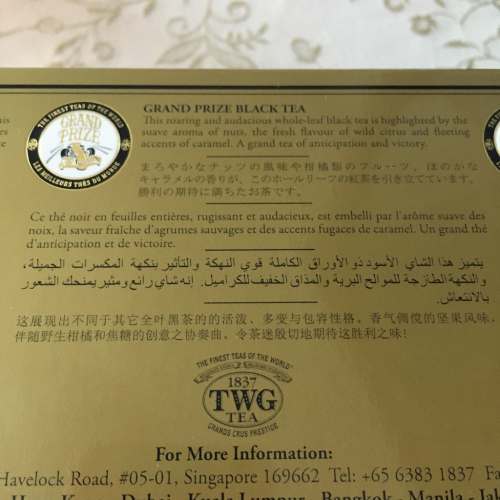 THE FINEST TEAS OF THE WORLD
GRAND
PRIZE
LES MEILLEURS THÉS DU MONDE
GRAND PRIZE BLACK TEA
This roaring and audacious whole-leaf black tea is highlighted by the
suave aroma of nuts, the fresh flavour of wild citrus and fleeting
accents of caramel. A grand tea of anticipation and victory.
まろやかなナッツの風味や柑橘類のフルーツ、ほのかな
キャラメルの香りが、このホールリーフの紅茶を引き立てています。
勝利の期待に満ちたお茶です。
Ce thé noir en feuilles entières, rugissant et audacieux, est embelli par l'arôme suave des
noix, la saveur fraîche d'agrumes sauvages et des accents fugaces de caramel. Un grand thé
d'anticipation et de victoire.
يتميز هذا الشاي الأسود ذو الأوراق الكاملة قوي النهكة والتأثير بنكهة المكسرات الجميلة،
والنكهة الطازجة للموالح البرية والمذاق الخفيف للكراميل. إنه شاي رائع ومثير يمنحك الشعور
بالانتعاش.
这展现出不同于其它全叶黑茶的的活泼、多变与包容性格。香气倜傥的坚果风味，
伴随野生柑橘和焦糖的创意之协奏曲。令茶迷殷切地期待这胜利之味!
THE FINEST TEAS OF THE WORLD
1837
TWG
TEA
GRANDS CRUS PRESTIGE
For More Information:
Havelock Road, #05-01, Singapore 169662 Tel: +65 6383 1837
Kong - Dubai - Kuala Lumpur - Bangkok - Manila